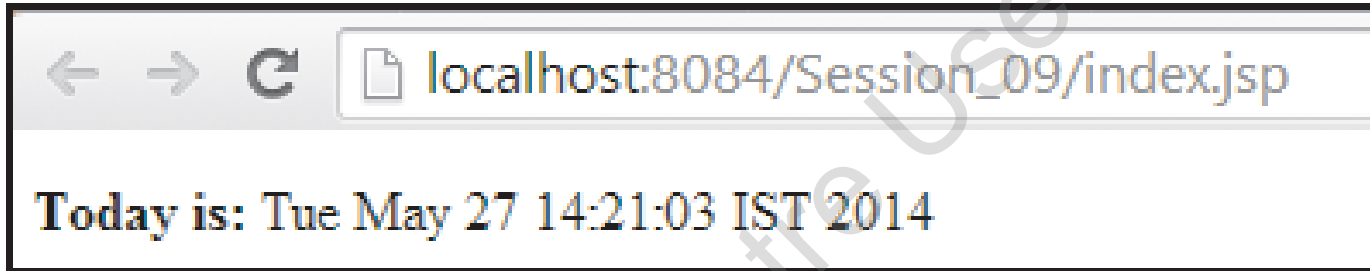 localhost:8084/Session_09/index.jsp
Today is: Tue May 27 14:21:03 IST 2014